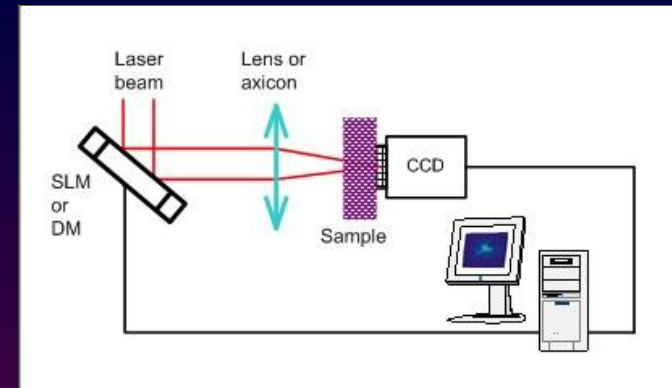 Laser
beam
Lens or
axicon
SLM
or
DM
CCD
Sample